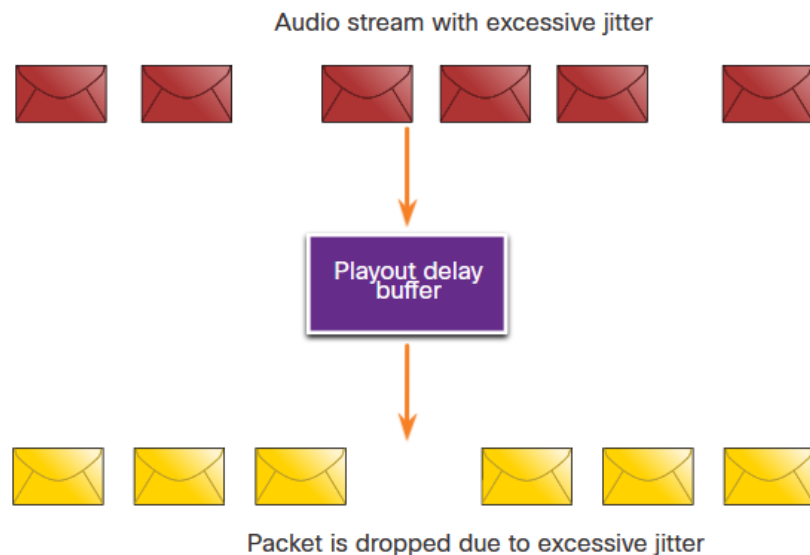 Audio stream with excessive jitter
Playout delay
buffer
Packet is dropped due to excessive jitter